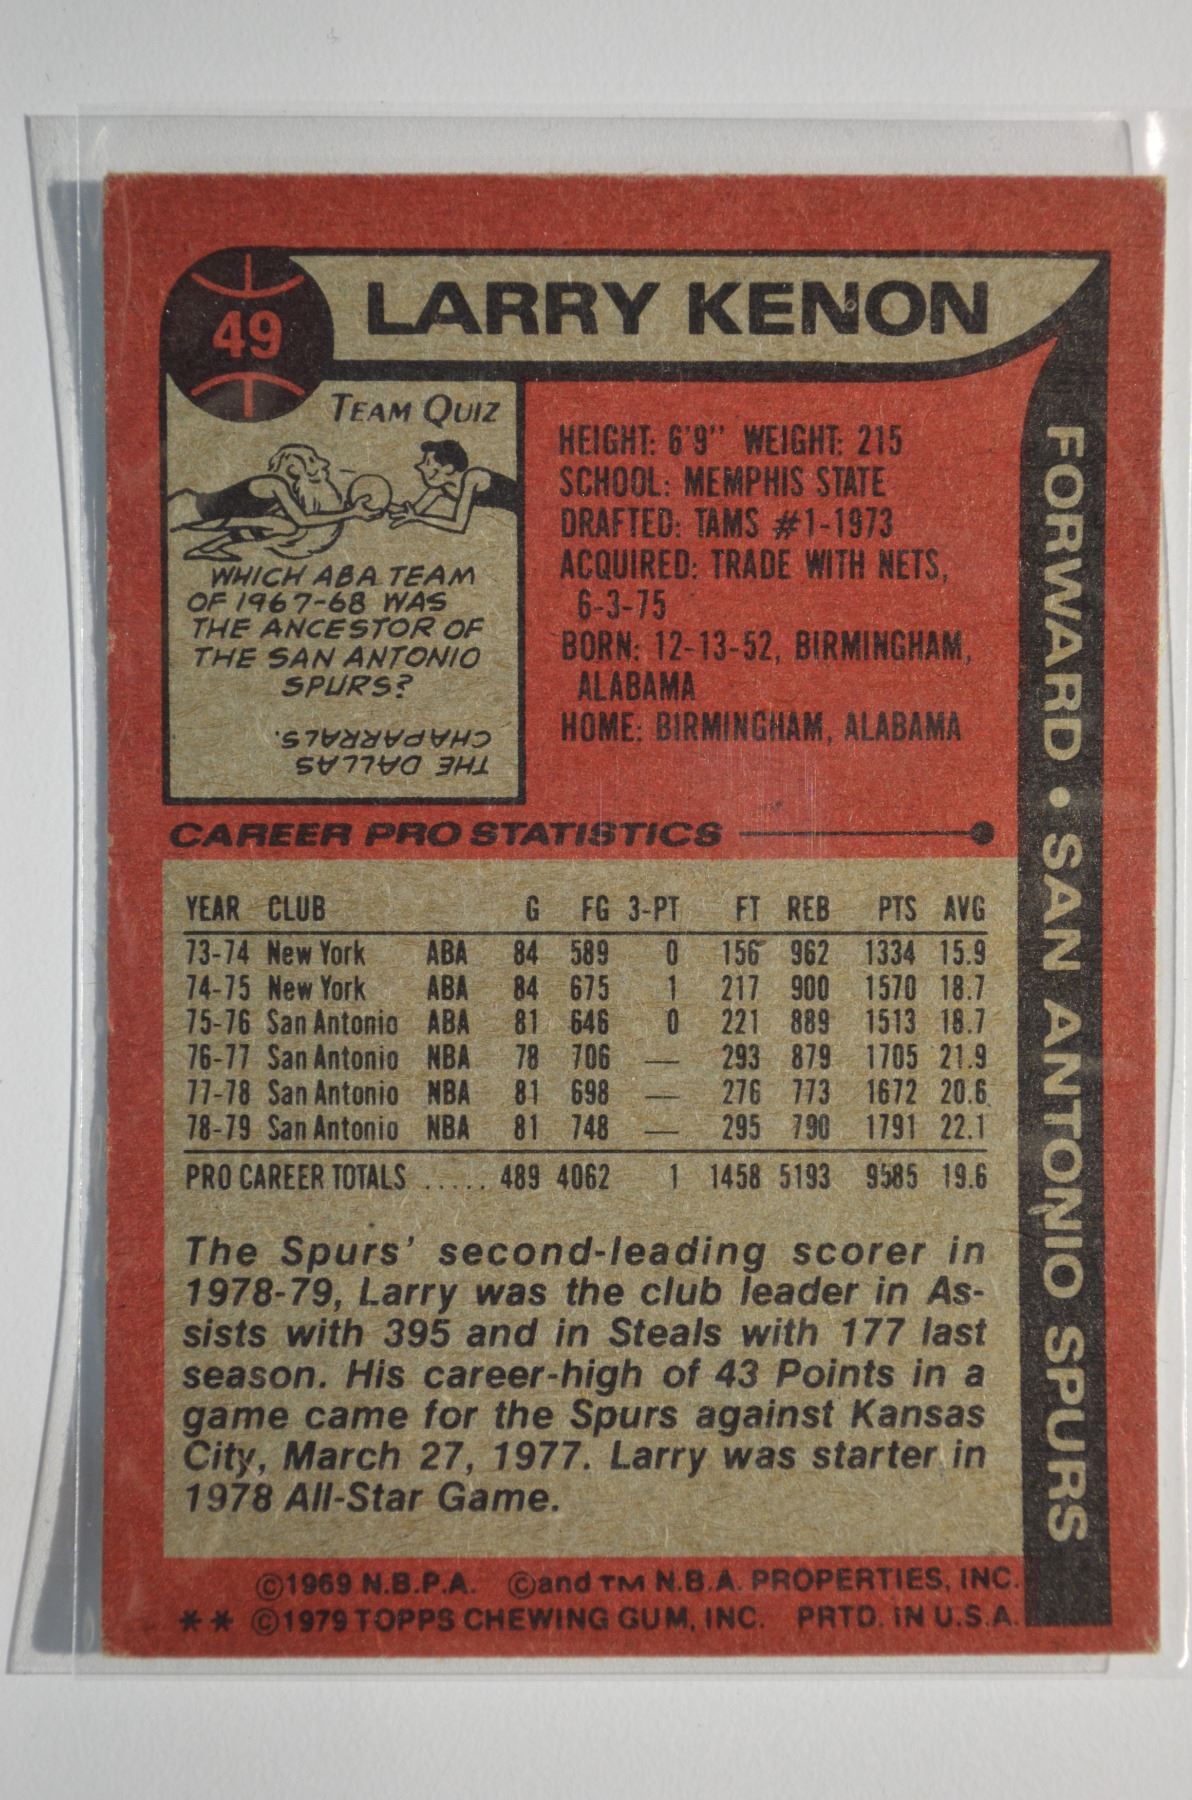 49
LARRY KENON
TEAM QUIZ
WHICH ABA TEAM
OF 1967-68 WAS
THE ANCESTOR OF
THE SAN ANTONIO
SPURS?
THE DALLAS
CHAPARRALS.
HEIGHT: 6'9" WEIGHT: 215
SCHOOL: MEMPHIS STATE
DRAFTED: TAMS #1-1973
ACQUIRED: TRADE WITH NETS,
6-3-75
BORN: 12-13-52, BIRMINGHAM,
ALABAMA
HOME: BIRMINGHAM, ALABAMA
FORWARD • SAN ANTONIO SPURS
CAREER PRO STATISTICS
YEAR CLUB G FG 3-PT FT REB PTS AVG
73-74 New York ABA 84 589 0 156 962 1334 15.9
74-75 New York ABA 84 675 1 217 900 1570 18.7
75-76 San Antonio ABA 81 646 0 221 889 1513 18.7
76-77 San Antonio NBA 78 706 — 293 879 1705 21.9
77-78 San Antonio NBA 81 698 — 276 773 1672 20.6
78-79 San Antonio NBA 81 748 — 295 790 1791 22.1
PRO CAREER TOTALS ..... 489 4062 1 1458 5193 9585 19.6
The Spurs' second-leading scorer in
1978-79, Larry was the club leader in As-
sists with 395 and in Steals with 177 last
season. His career-high of 43 Points in a
game came for the Spurs against Kansas
City, March 27, 1977. Larry was starter in
1978 All-Star Game.
©1969 N.B.P.A. ©and TM N.B.A. PROPERTIES, INC.
** ©1979 TOPPS CHEWING GUM, INC. PRTD. IN U.S.A.